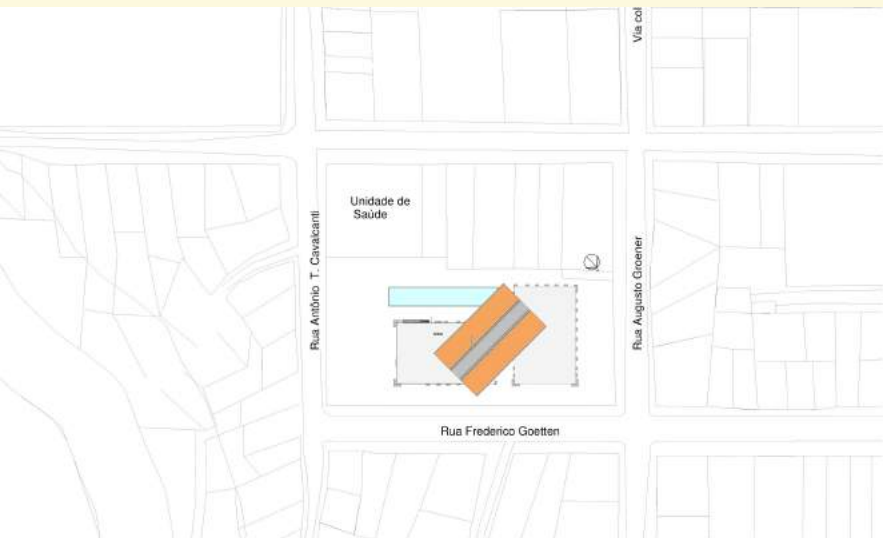 Via col
Unidade de
Saúde
Rua Antônio T. Cavalcanti
Rua Augusto Groener
Rua Frederico Goetten